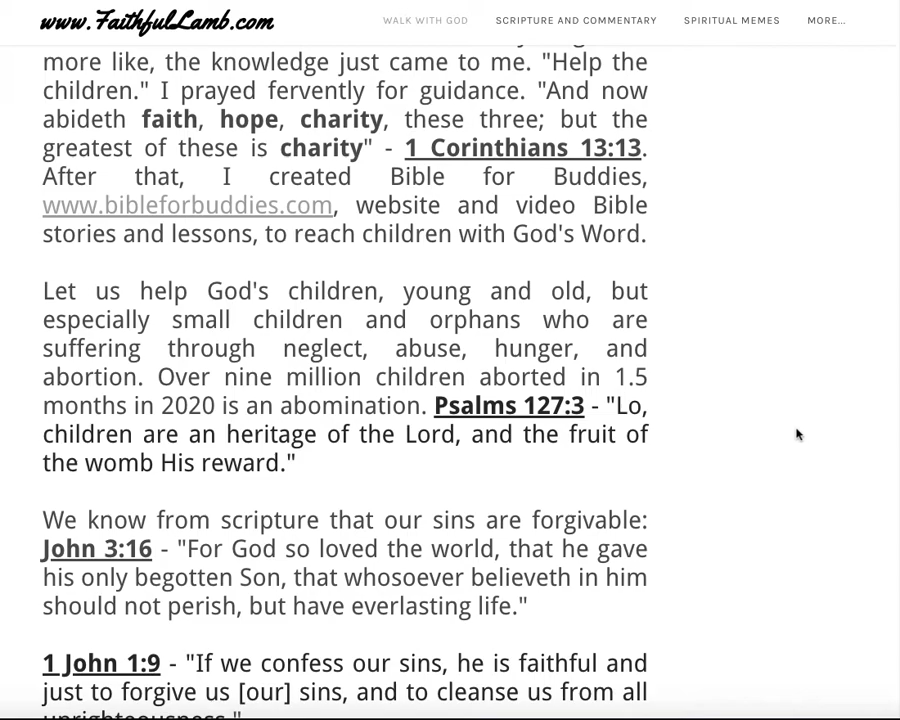 www.FaithfulLamb.com
WALK WITH GOD
SCRIPTURE AND COMMENTARY
SPIRITUAL MEMES
MORE...
more like, the knowledge just came to me. "Help the
children." I prayed fervently for guidance. "And now
abideth faith, hope, charity, these three; but the
greatest of these is charity" - 1 Corinthians 13:13.
After that, I created Bible for Buddies,
www.bibleforbuddies.com, website and video Bible
stories and lessons, to reach children with God's Word.
Let us help God's children, young and old, but
especially small children and orphans who are
suffering through neglect, abuse, hunger, and
abortion. Over nine million children aborted in 1.5
months in 2020 is an abomination. Psalms 127:3 - "Lo,
children are an heritage of the Lord, and the fruit of
the womb His reward."
We know from scripture that our sins are forgivable:
John 3:16 - "For God so loved the world, that he gave
his only begotten Son, that whosoever believeth in him
should not perish, but have everlasting life."
1 John 1:9 - "If we confess our sins, he is faithful and
just to forgive us [our] sins, and to cleanse us from all
unrighteousness."